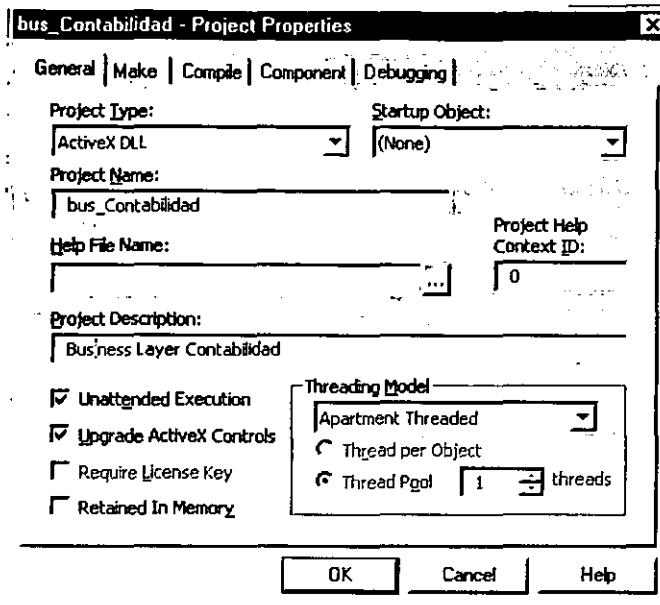 bus_Contabilidad - Project Properties
General Make Compile Component Debugging
Project Type: Startup Object:
ActiveX DLL (None)
Project Name:
bus_Contabilidad
Project Help
Help File Name: Context ID:
... 0
Project Description:
Business Layer Contabilidad
Threading Model
Unattended Execution Apartment Threaded
Upgrade ActiveX Controls Thread per Object
Require License Key Thread Pool 1 threads
Retained In Memory
OK Cancel Help